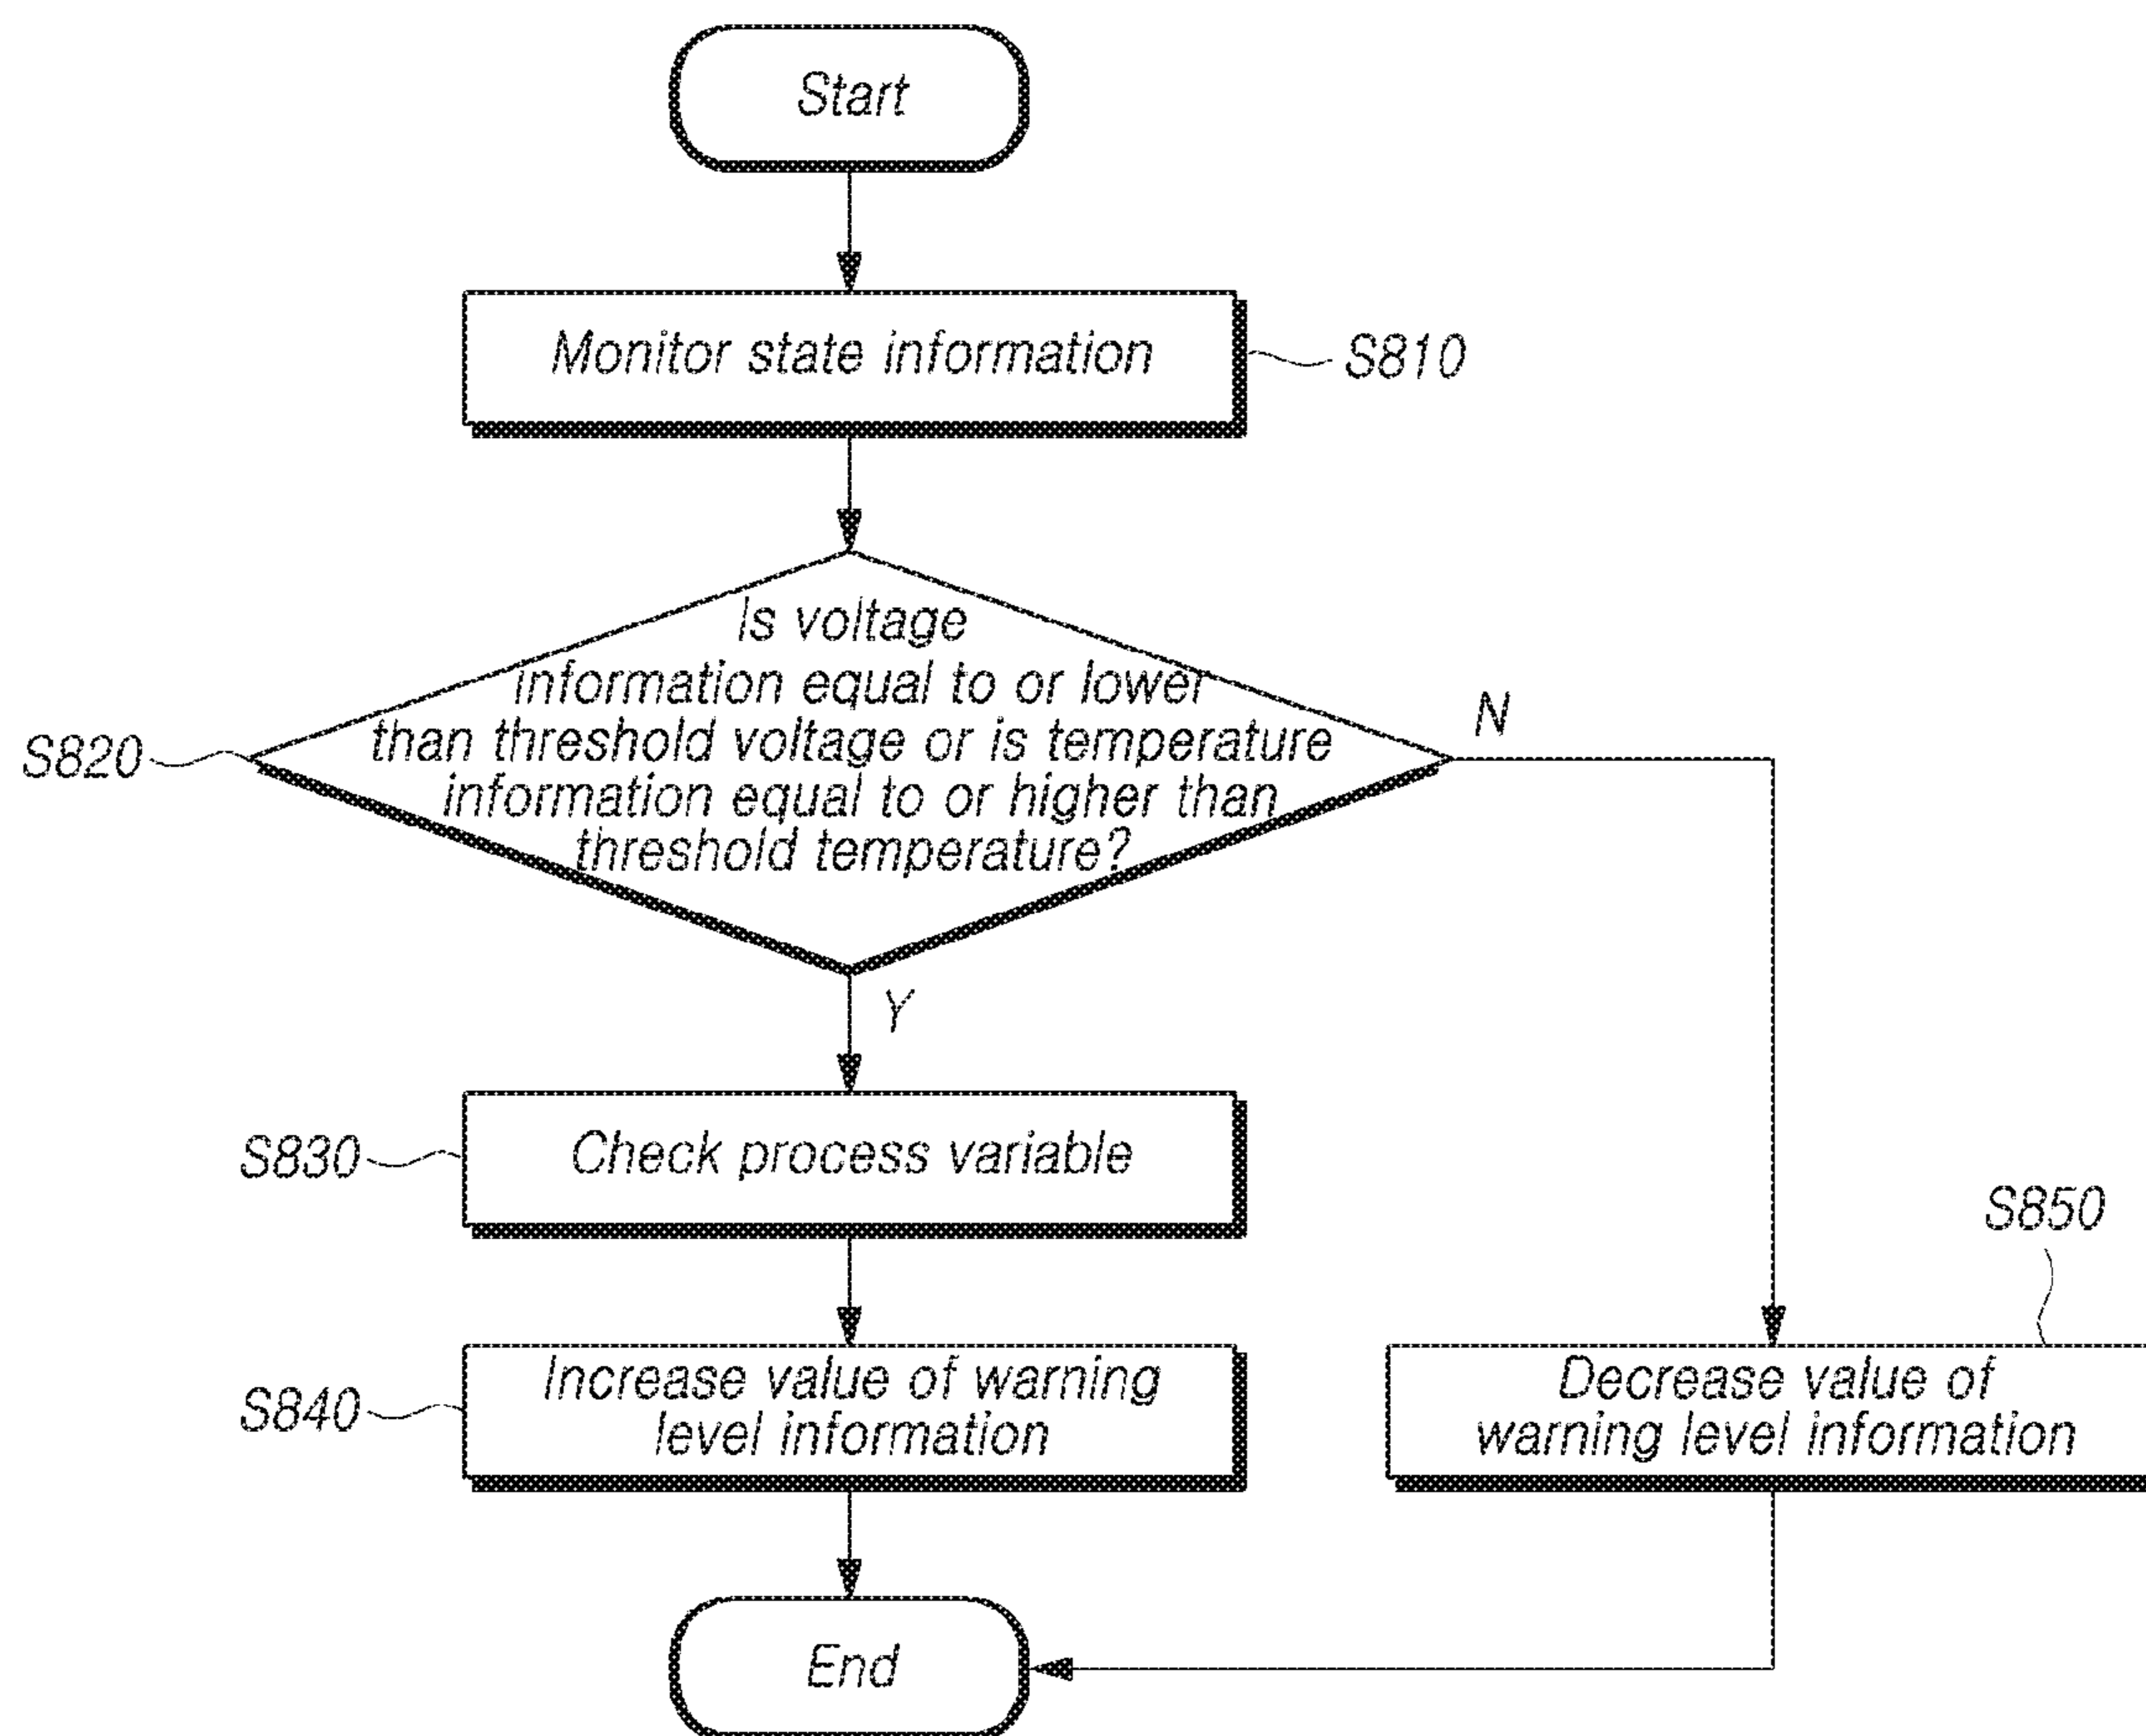 Start
Monitor state information
S810
Is voltage
information equal to or lower
than threshold voltage or is temperature
information equal to or higher than
threshold temperature?
S820
N
Y
Check process variable
S830
Increase value of warning
level information
S840
S850
Decrease value of
warning level information
End